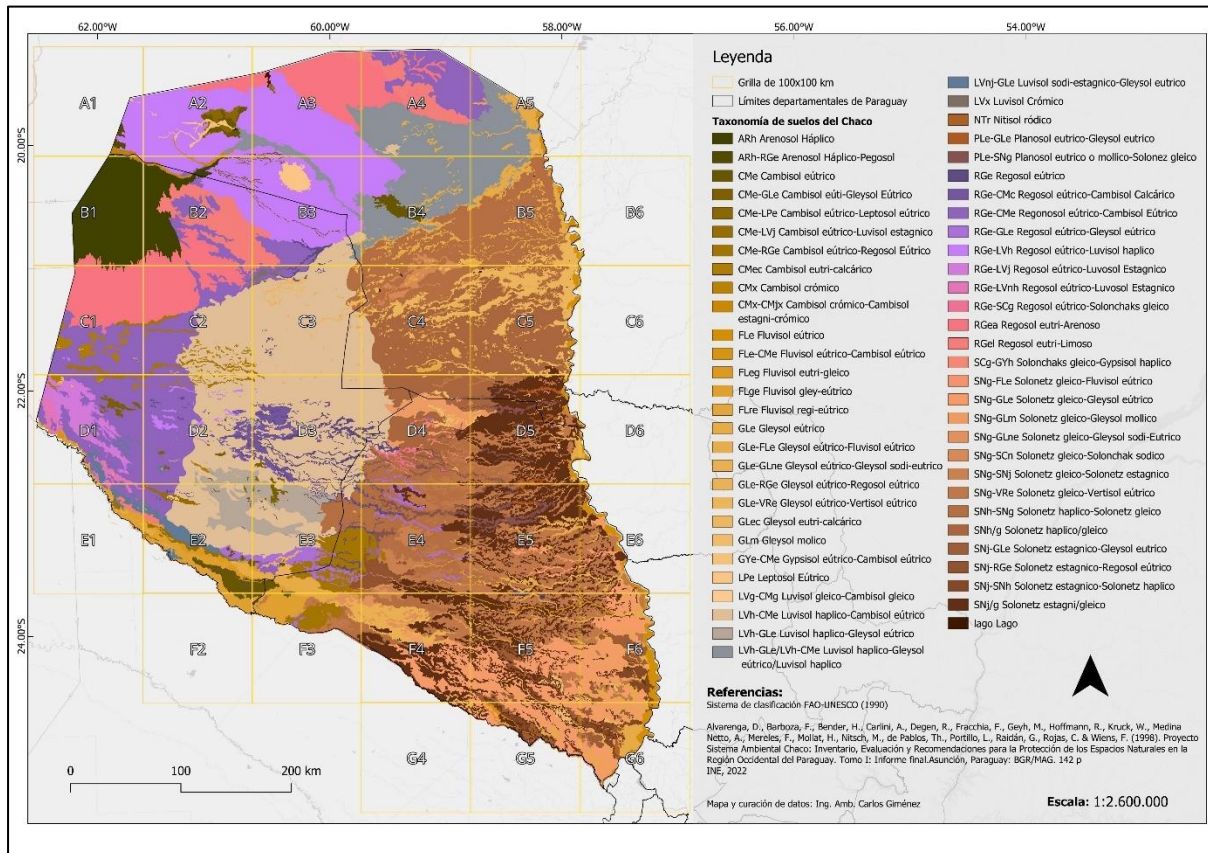 62.00°W
60.00°W
58.00°W
56.00°W
54.00°W
20.00°S
22.00°S
24.00°S
A1
A2
A3
A4
A5
B1
B2
B3
B4
B5
B6
C1
C2
C3
C4
C5
C6
D1
D2
D3
D4
D5
D6
E1
E2
E3
E4
E5
E6
F2
F3
F4
F5
F6
G4
G5
G6
0 100 200 km
Leyenda
Grilla de 100x100 km
Límites departamentales de Paraguay
Taxonomía de suelos del Chaco
ARh Arenosol Háplico
ARh-RGe Arenosol Háplico-Pegosol
CMe Cambisol eútrico
CMe-GLe Cambisol eúti-Gleysol Eútrico
CMe-LPe Cambisol eútrico-Leptosol eútrico
CMe-LVj Cambisol eútrico-Luvisol estagnico
CMe-RGe Cambisol eútrico-Regosol Eútrico
CMec Cambisol eutri-calcárico
CMx Cambisol crómico
CMx-CMjx Cambisol crómico-Cambisol
estagni-crómico
FLe Fluvisol eútrico
FLe-CMe Fluvisol eútrico-Cambisol eútrico
FLeg Fluvisol eutri-gleico
FLge Fluvisol gley-eútrico
FLre Fluvisol regi-eútrico
GLe Gleysol eútrico
GLe-FLe Gleysol eútrico-Fluvisol eútrico
GLe-GLne Gleysol eútrico-Gleysol sodi-eutrico
GLe-RGe Gleysol eútrico-Regosol eútrico
GLe-VRe Gleysol eútrico-Vertisol eútrico
GLec Gleysol eutri-calcárico
GLm Gleysol molico
GYe-CMe Gypsisol eútrico-Cambisol eútrico
LPe Leptosol Eútrico
LVg-CMg Luvisol gleico-Cambisol gleico
LVh-CMe Luvisol haplico-Cambisol eútrico
LVh-GLe Luvisol haplico-Gleysol eútrico
LVh-GLe/LVh-CMe Luvisol haplico-Gleysol
eútrico/Luvisol haplico
LVnj-GLe Luvisol sodi-estagnico-Gleysol eutrico
LVx Luvisol Crómico
NTr Nitisol ródico
PLe-GLe Planosol eutrico-Gleysol eutrico
PLe-SNg Planosol eutrico o mollico-Solonez gleico
RGe Regosol eútrico
RGe-CMc Regosol eútrico-Cambisol Calcárico
RGe-CMe Regonosol eútrico-Cambisol Eútrico
RGe-GLe Regosol eútrico-Gleysol eútrico
RGe-LVh Regosol eútrico-Luvisol haplico
RGe-LVj Regosol eútrico-Luvosol Estagnico
RGe-LVnh Regosol eútrico-Luvosol Estagnico
RGe-SCg Regosol eútrico-Solonchaks gleico
RGea Regosol eutri-Arenoso
RGel Regosol eutri-Limoso
SCg-GYh Solonchaks gleico-Gypsisol haplico
SNg-FLe Solonetz gleico-Fluvisol eútrico
SNg-GLe Solonetz gleico-Gleysol eútrico
SNg-GLm Solonetz gleico-Gleysol mollico
SNg-GLne Solonetz gleico-Gleysol sodi-Eutrico
SNg-SCn Solonetz gleico-Solonchak sodico
SNg-SNj Solonetz gleico-Solonetz estagnico
SNg-VRe Solonetz gleico-Vertisol eútrico
SNh-SNg Solonetz haplico-Solonetz gleico
SNh/g Solonetz haplico/gleico
SNj-GLe Solonetz estagnico-Gleysol eutrico
SNj-RGe Solonetz estagnico-Regosol eútrico
SNj-SNh Solonetz estagnico-Solonetz haplico
SNj/g Solonetz estagni/gleico
lago Lago
Referencias:
Sistema de clasificación FAO-UNESCO (1990)
Alvarenga, D., Barboza, F., Bender, H., Carlini, A., Degen, R., Fracchia, F., Geyh, M., Hoffmann, R., Kruck, W., Medina
Netto, A., Mereles, F., Mollat, H., Nitsch, M., de Pablos, Th., Portillo, L., Raidán, G., Rojas, C. & Wiens, F. (1998). Proyecto
Sistema Ambiental Chaco: Inventario, Evaluación y Recomendaciones para la Protección de los Espacios Naturales en la
Región Occidental del Paraguay. Tomo I: Informe final.Asunción, Paraguay: BGR/MAG. 142 p
INE, 2022
Mapa y curación de datos: Ing. Amb. Carlos Giménez
Escala: 1:2.600.000